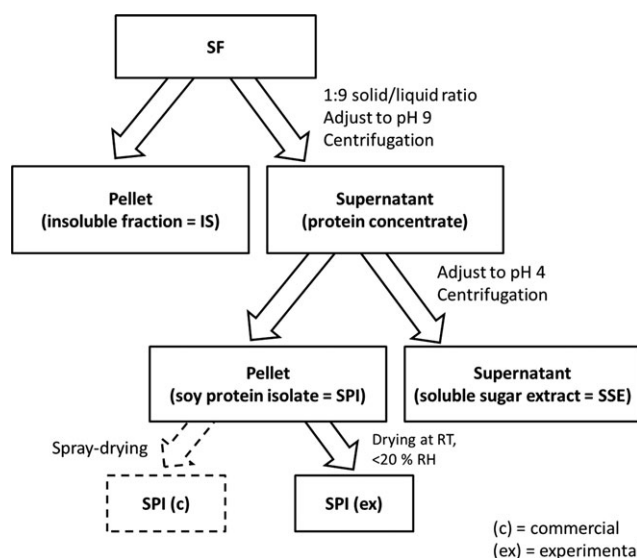 SF
1:9 solid/liquid ratio
Adjust to pH 9
Centrifugation
Pellet
(insoluble fraction = IS)
Supernatant
(protein concentrate)
Adjust to pH 4
Centrifugation
Pellet
(soy protein isolate = SPI)
Supernatant
(soluble sugar extract = SSE)
Spray-drying
Drying at RT,
<20 % RH
SPI (c)
SPI (ex)
(c) = commercial
(ex) = experimenta